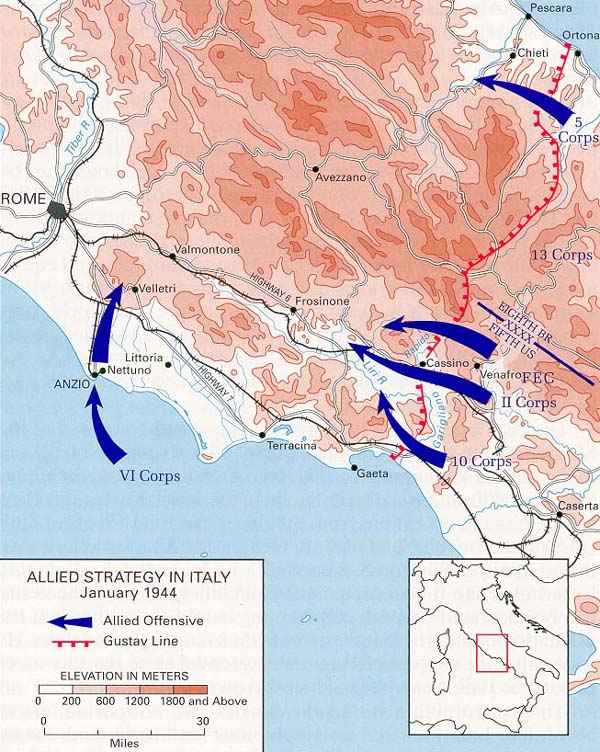 Pescara
Ortona
Chieti
5
Corps
Tiber R
Avezzano
ROME
13 Corps
Valmontone
HIGHWAY 6
Velletri
Frosinone
EIGHTH BR
XXXX
FIFTH US
Rapido
Littoria
Nettuno
ANZIO
HIGHWAY 7
Liri R
Cassino
Venafro
FEC
II Corps
Garigliano
Terracina
VI Corps
Gaeta
10 Corps
Caserta
ALLIED STRATEGY IN ITALY
January 1944
Allied Offensive
Gustav Line
ELEVATION IN METERS
0 200 600 1200 1800 and Above
0 30
Miles